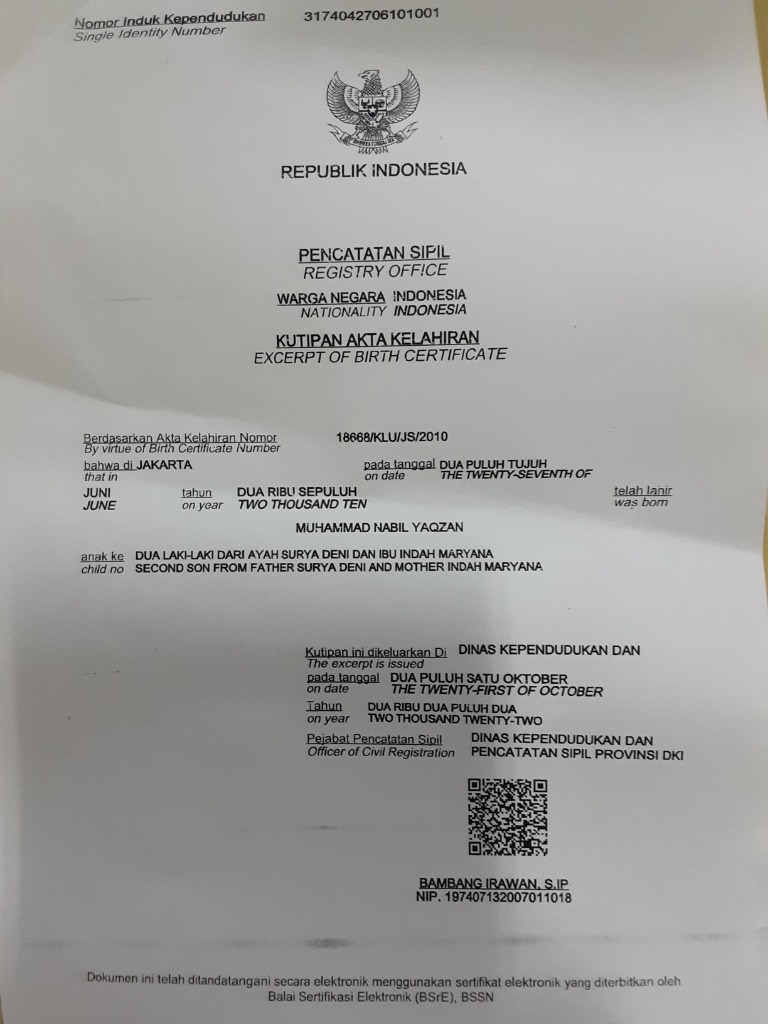 Nomor Induk Kependudukan 3174042706101001
Single Identity Number
REPUBLIK INDONESIA
PENCATATAN SIPIL
REGISTRY OFFICE
WARGA NEGARA INDONESIA
NATIONALITY INDONESIA
KUTIPAN AKTA KELAHIRAN
EXCERPT OF BIRTH CERTIFICATE
Berdasarkan Akta Kelahiran Nomor 18668/KLU/JS/2010
By virtue of Birth Certificate Number
bahwa di JAKARTA pada tanggal DUA PULUH TUJUH
that in on date THE TWENTY-SEVENTH OF
JUNI tahun DUA RIBU SEPULUH telah lahir
JUNE on year TWO THOUSAND TEN was born
MUHAMMAD NABIL YAQZAN
anak ke DUA LAKI-LAKI DARI AYAH SURYA DENI DAN IBU INDAH MARYANA
child no SECOND SON FROM FATHER SURYA DENI AND MOTHER INDAH MARYANA
Kutipan ini dikeluarkan Di DINAS KEPENDUDUKAN DAN
The excerpt is issued
pada tanggal DUA PULUH SATU OKTOBER
on date THE TWENTY-FIRST OF OCTOBER
Tahun DUA RIBU DUA PULUH DUA
on year TWO THOUSAND TWENTY-TWO
Pejabat Pencatatan Sipil DINAS KEPENDUDUKAN DAN
Officer of Civil Registration PENCATATAN SIPIL PROVINSI DKI
BAMBANG IRAWAN, S.IP
NIP. 197407132007011018
Dokumen ini telah ditandatangani secara elektronik menggunakan sertifikat elektronik yang diterbitkan oleh
Balai Sertifikasi Elektronik (BSrE), BSSN